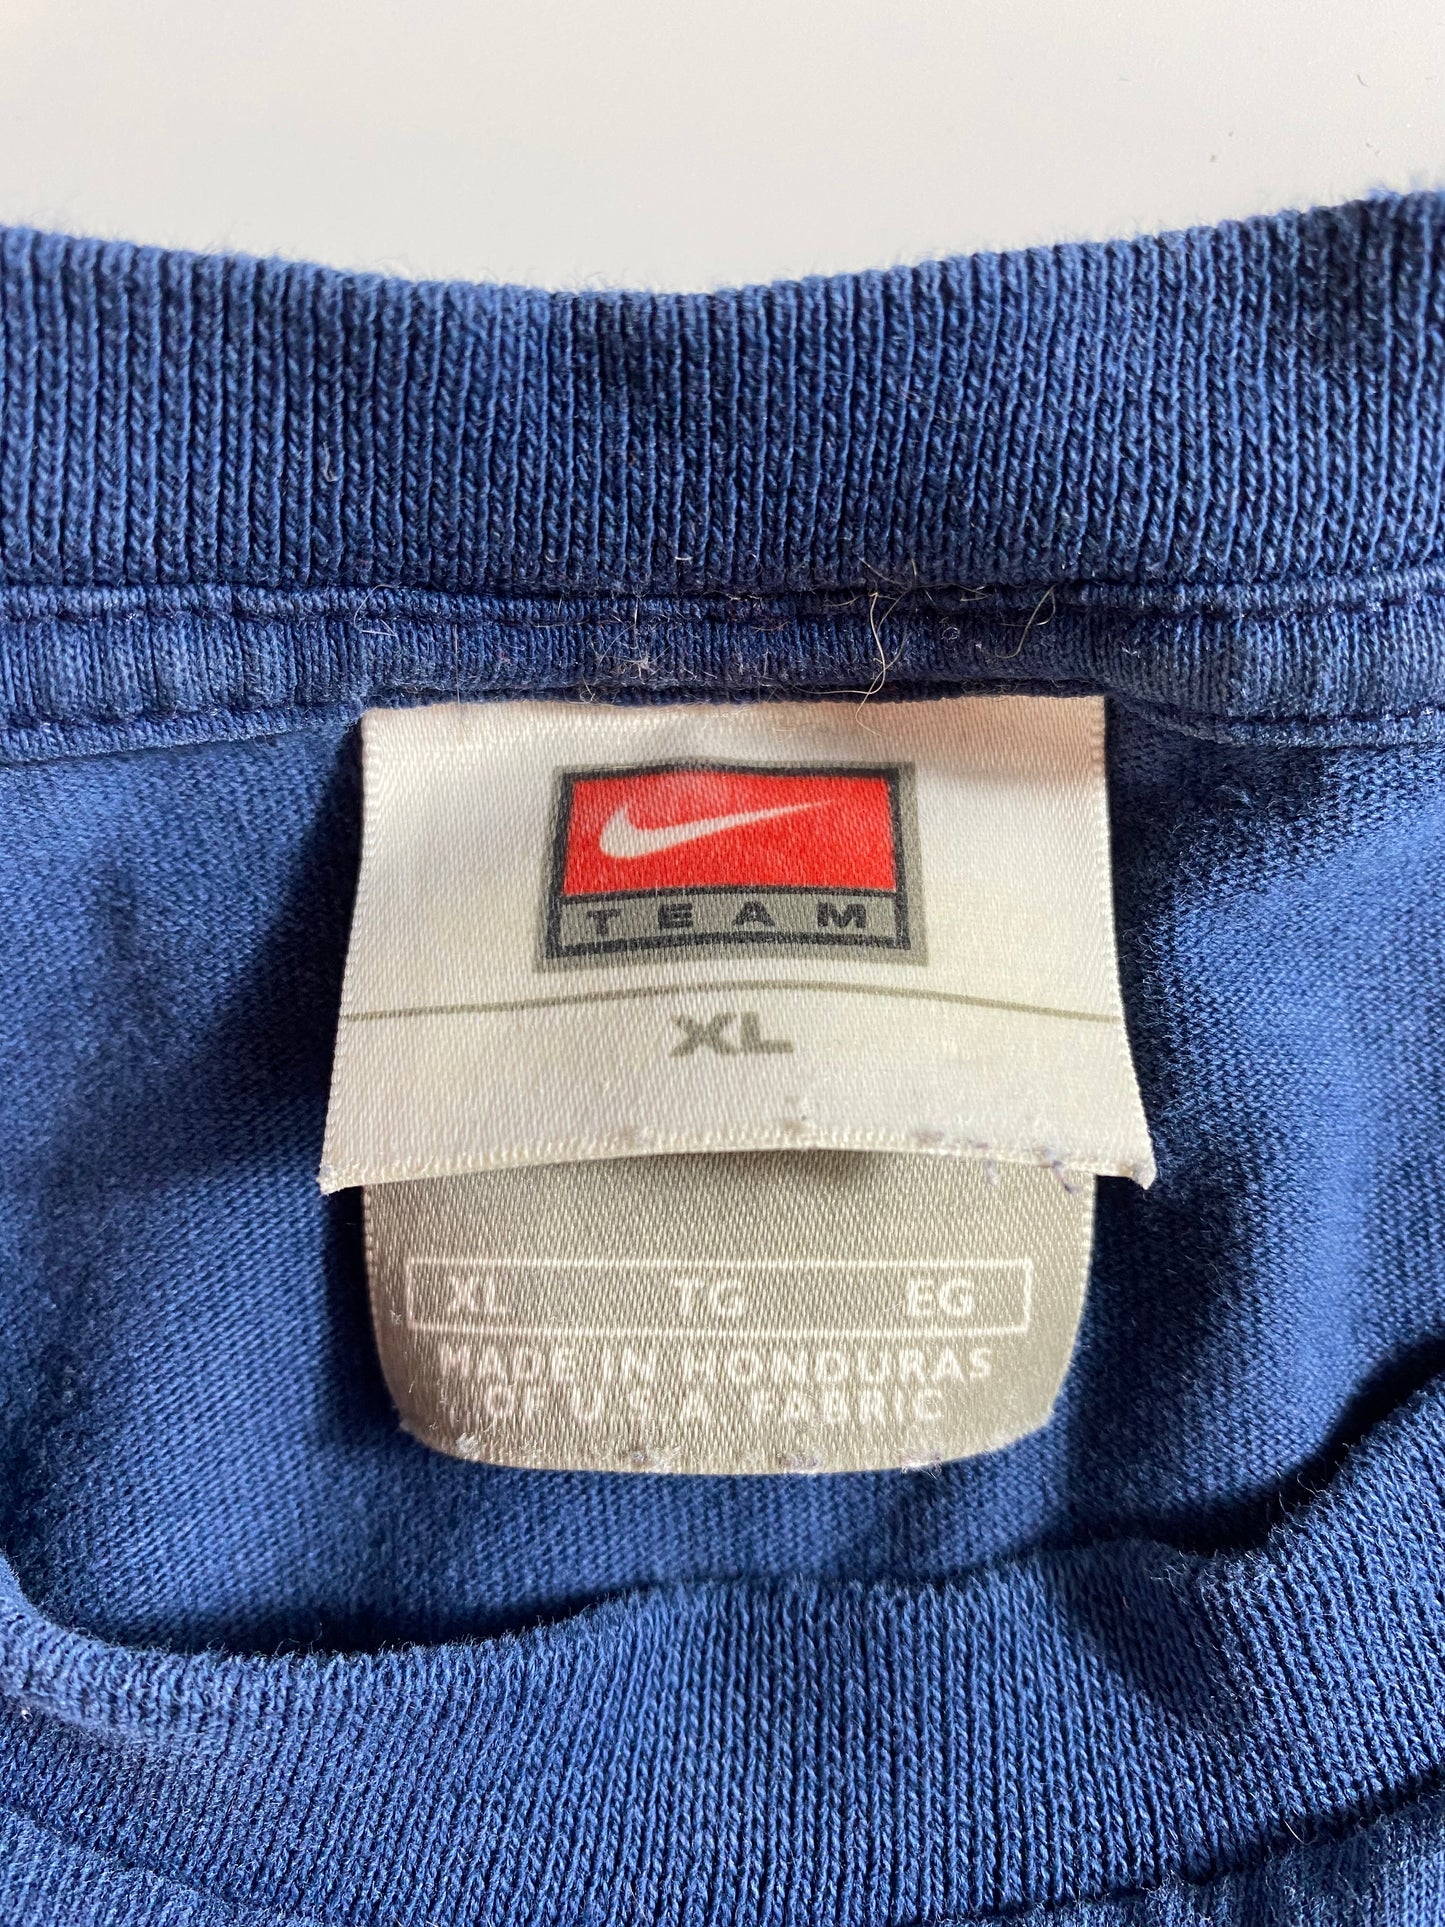 TEAM
XL
XL TG EG
MADE IN HONDURAS
OF U.S.A. FABRIC